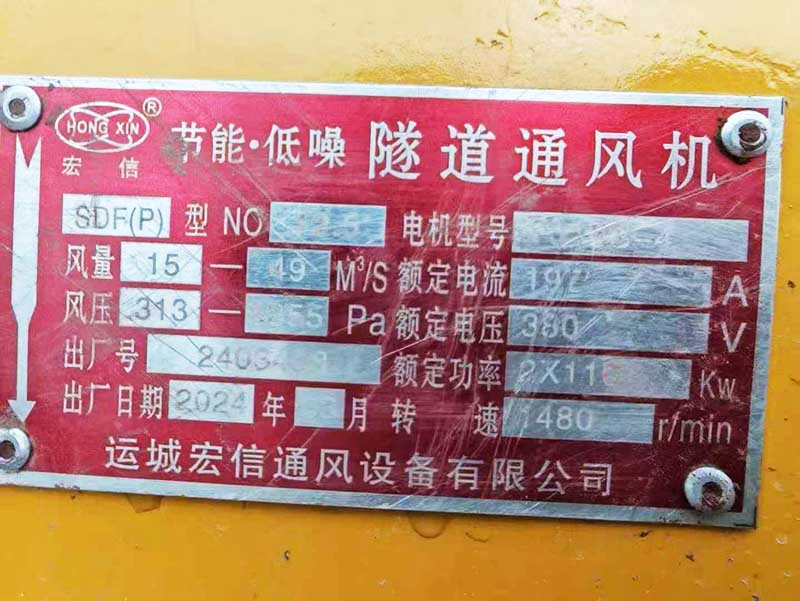 HONG XIN ®
宏信 节能·低噪 隧道通风机
SDF(P) 型 NO 电机型号
风量 15 — 49 M³/S 额定电流 A
风压 313 — Pa 额定电压 380 V
出厂号 额定功率 Kw
出厂日期 2024 年 月 转速 1480 r/min
运城宏信通风设备有限公司